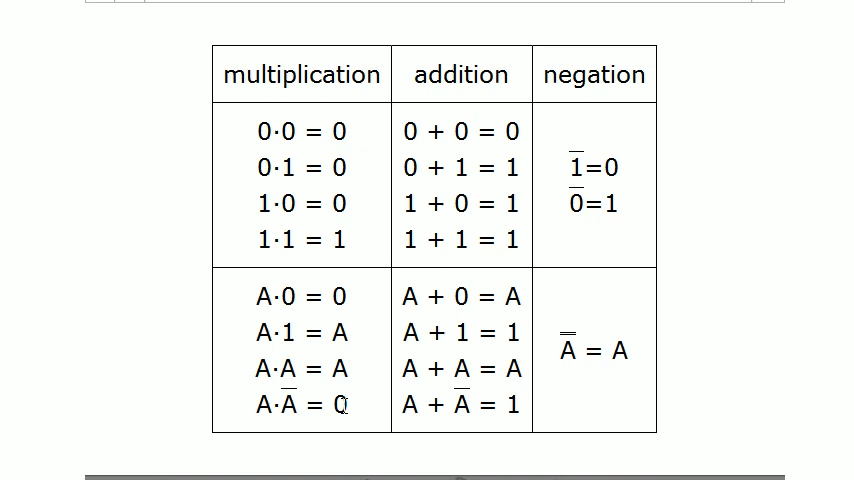 multiplication addition negation
0·0 = 0 0 + 0 = 0
0·1 = 0 0 + 1 = 1 1̅=0
1·0 = 0 1 + 0 = 1 0̅=1
1·1 = 1 1 + 1 = 1
A·0 = 0 A + 0 = A
A·1 = A A + 1 = 1
A̿ = A
A·A = A A + A = A
A·A̅ = 0 A + A̅ = 1